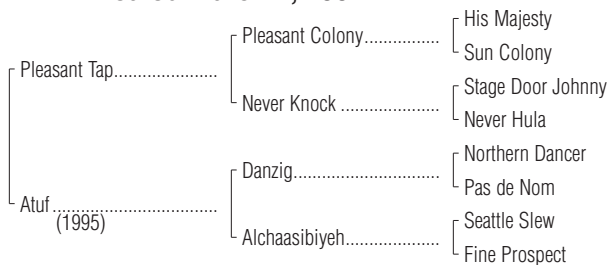 His Majesty
Pleasant Colony................
Sun Colony
Pleasant Tap......................
Stage Door Johnny
Never Knock .....................
Never Hula
Northern Dancer
Danzig...............................
Pas de Nom
Atuf ...................................
(1995)
Seattle Slew
Alchaasibiyeh....................
Fine Prospect